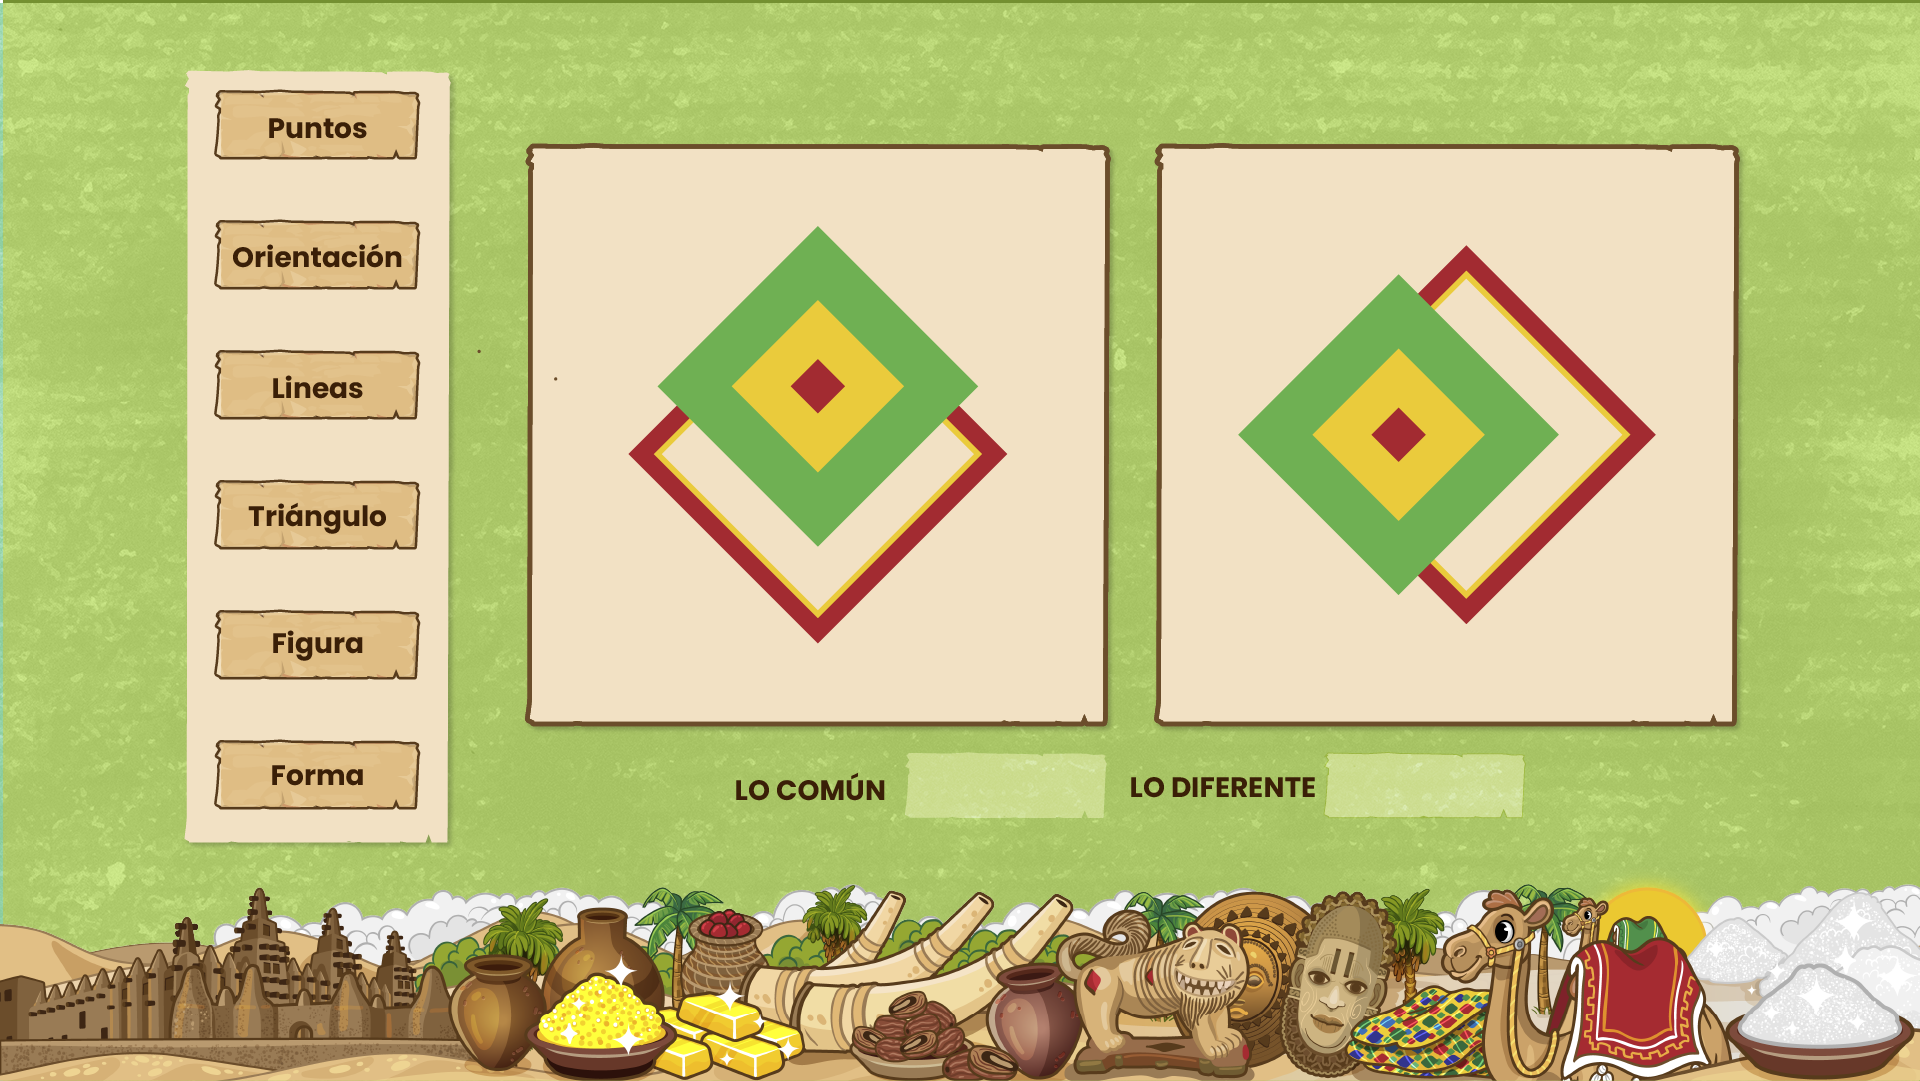 Puntos
Orientación
Lineas
Triángulo
Figura
Forma
LO COMÚN
LO DIFERENTE